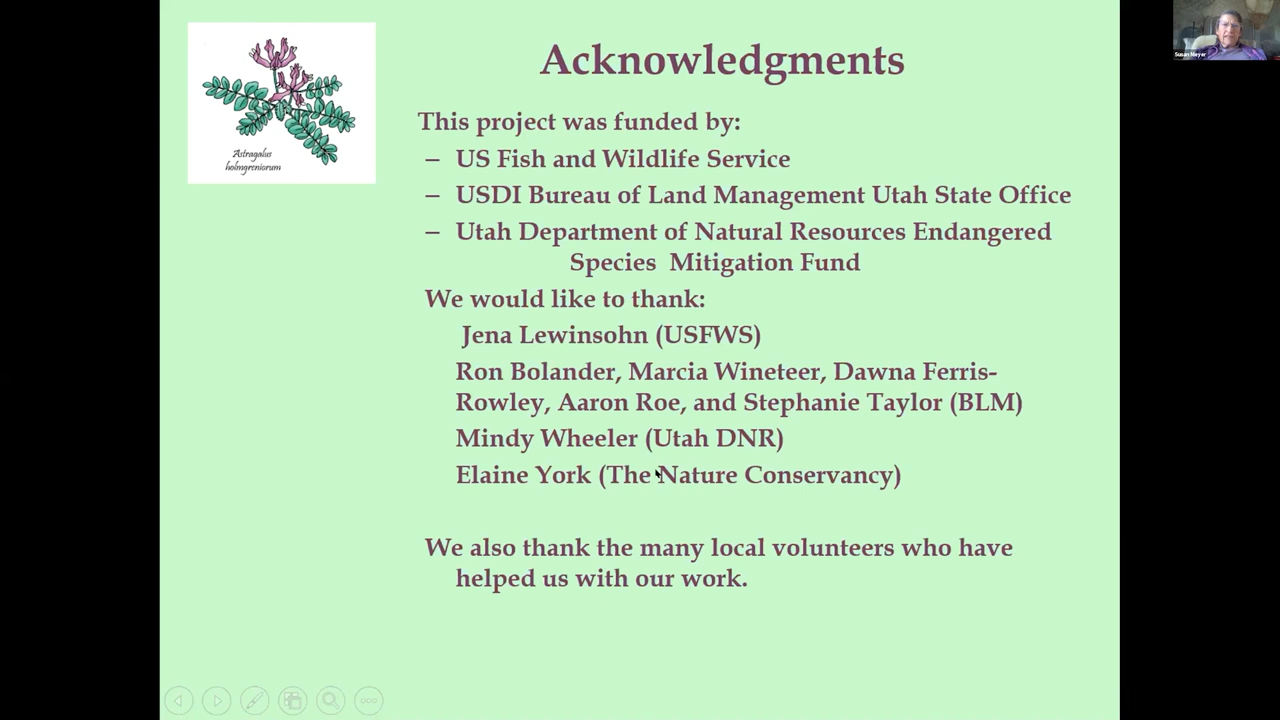 Acknowledgments
Susan Meyer
Astragalus
holmgreniorum
This project was funded by:
– US Fish and Wildlife Service
– USDI Bureau of Land Management Utah State Office
– Utah Department of Natural Resources Endangered
Species Mitigation Fund
We would like to thank:
Jena Lewinsohn (USFWS)
Ron Bolander, Marcia Wineteer, Dawna Ferris-
Rowley, Aaron Roe, and Stephanie Taylor (BLM)
Mindy Wheeler (Utah DNR)
Elaine York (The Nature Conservancy)
We also thank the many local volunteers who have
helped us with our work.